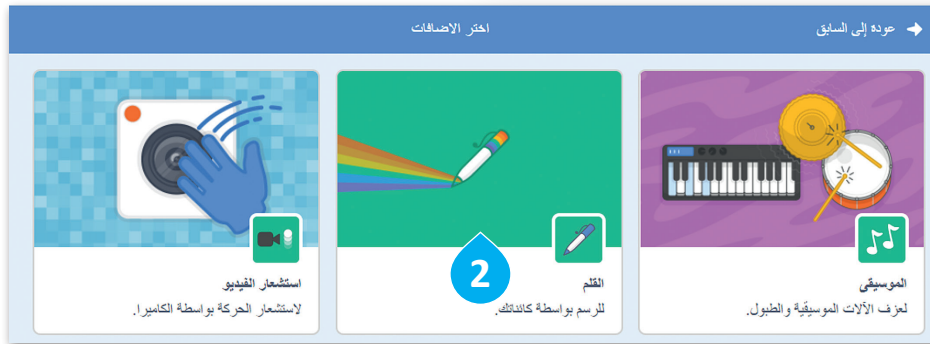 عودة إلى السابق
اختر الاضافات
الموسيقى
لعزف الآلات الموسيقية والطبول.
القلم
للرسم بواسطة كائناتك.
2
استشعار الفيديو
لاستشعار الحركة بواسطة الكاميرا.